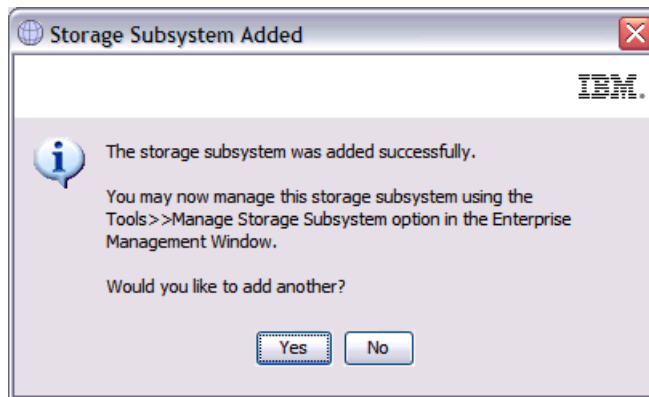 Storage Subsystem Added
IBM.
The storage subsystem was added successfully.
You may now manage this storage subsystem using the
Tools>>Manage Storage Subsystem option in the Enterprise
Management Window.
Would you like to add another?
Yes
No